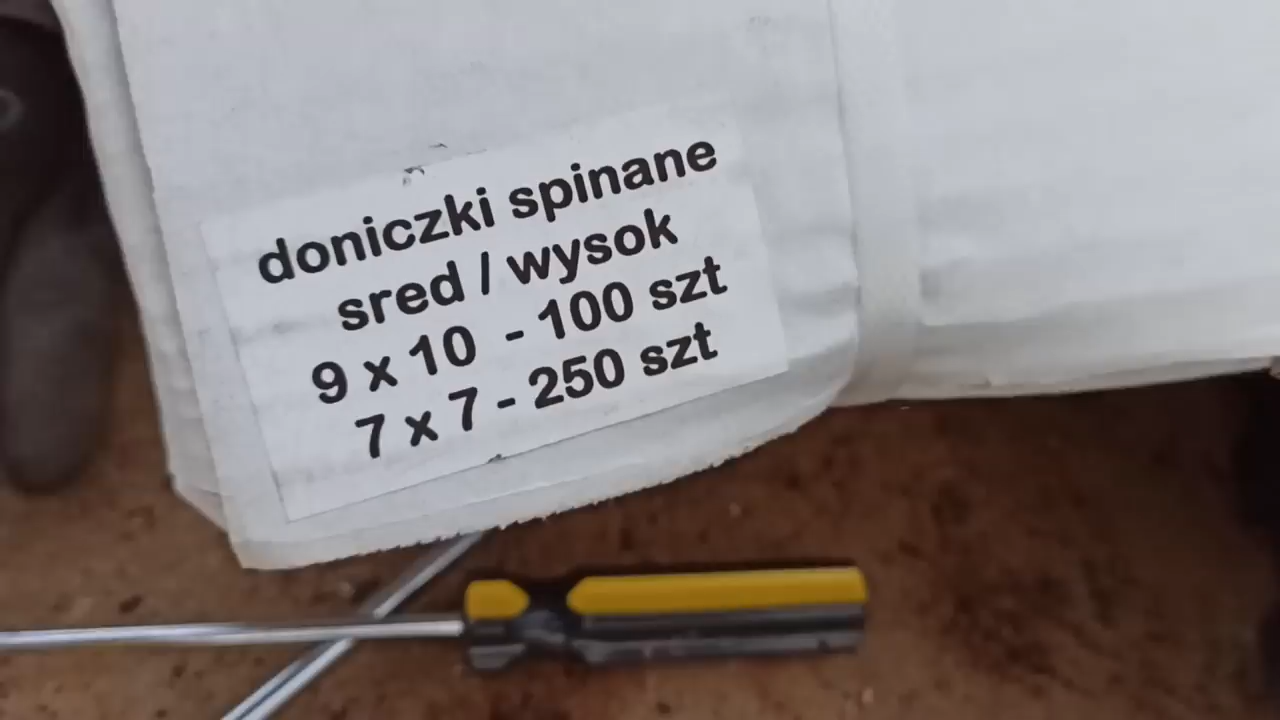 doniczki spinane
sred / wysok
9 x 10 - 100 szt
7 x 7 - 250 szt